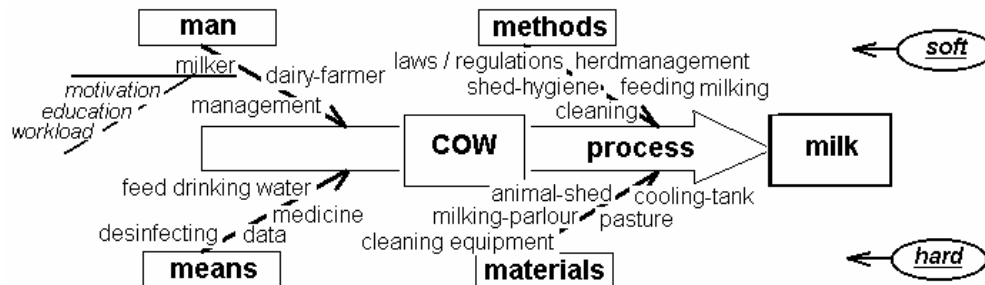 man
methods
soft
milker
laws / regulations herdmanagement
dairy-farmer
motivation
shed-hygiene feeding milking
education
management
cleaning
workload
COW
process
milk
feed drinking water
animal-shed
cooling-tank
medicine
milking-parlour
pasture
desinfecting
data
cleaning equipment
hard
means
materials